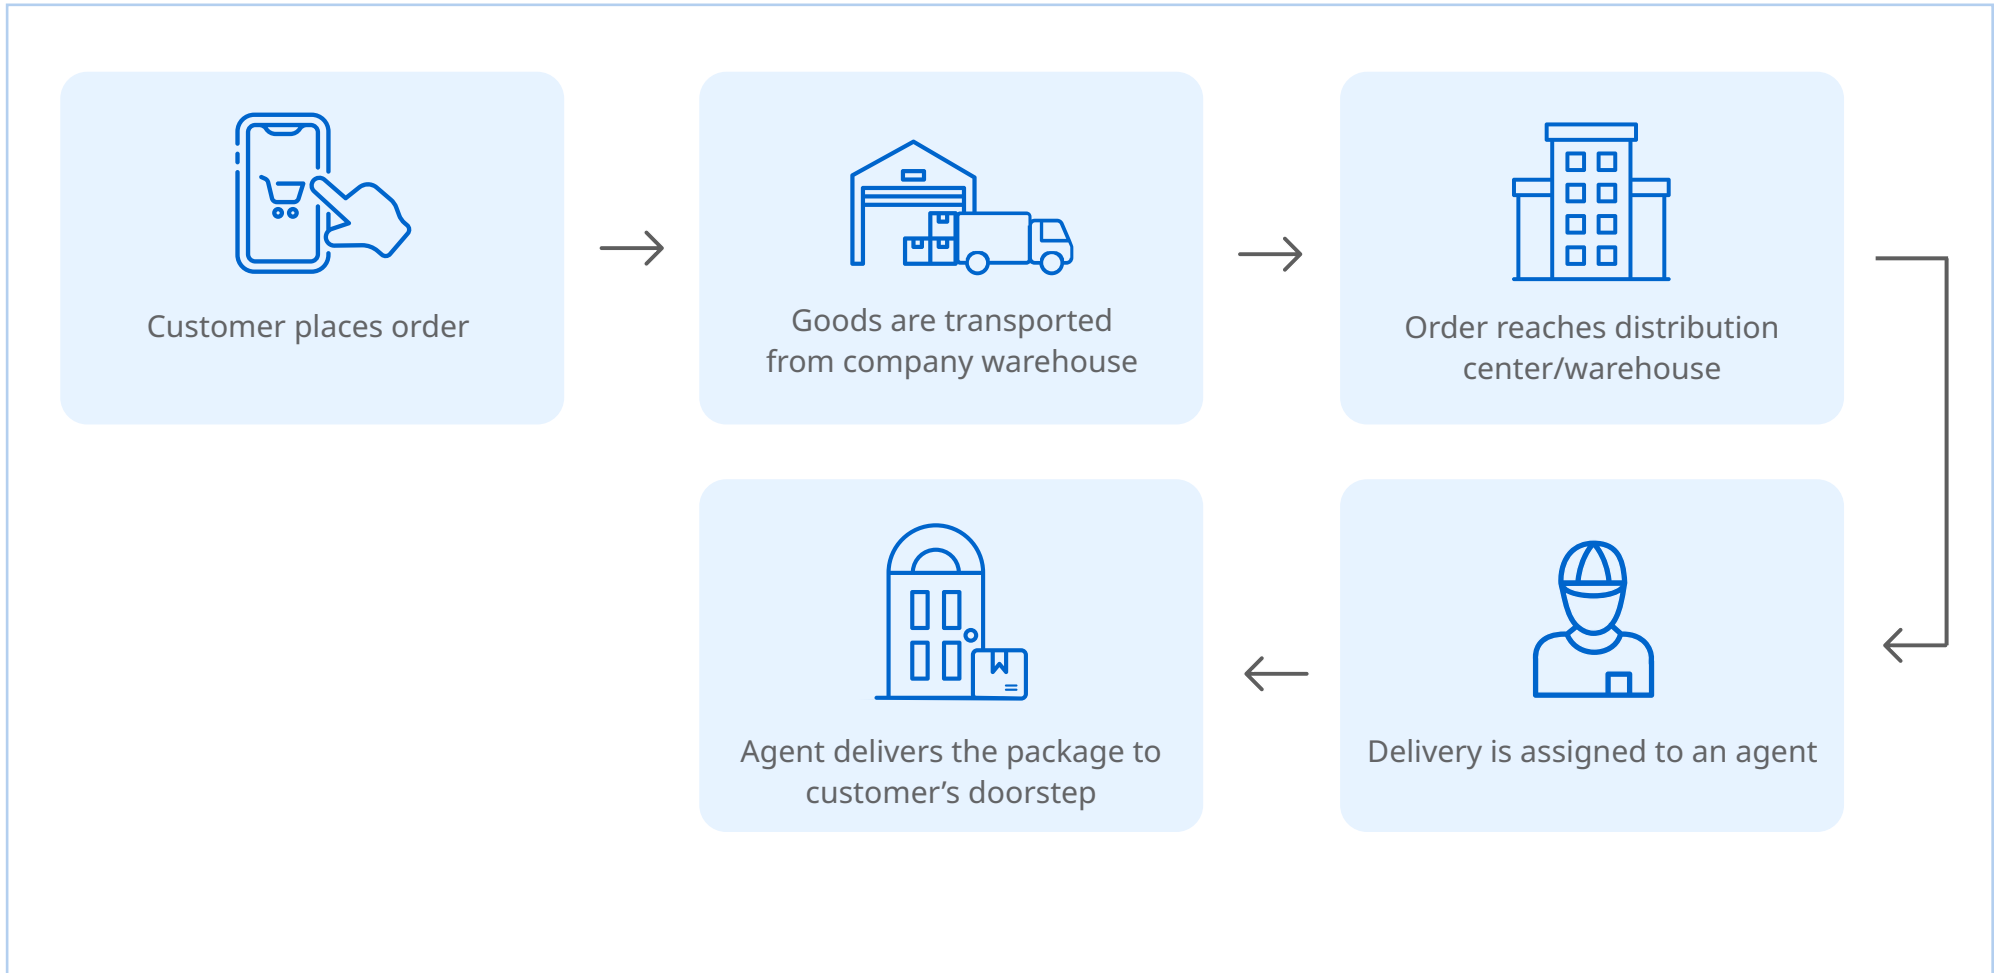 Customer places order
Goods are transported
from company warehouse
Order reaches distribution
center/warehouse
Delivery is assigned to an agent
Agent delivers the package to
customer’s doorstep